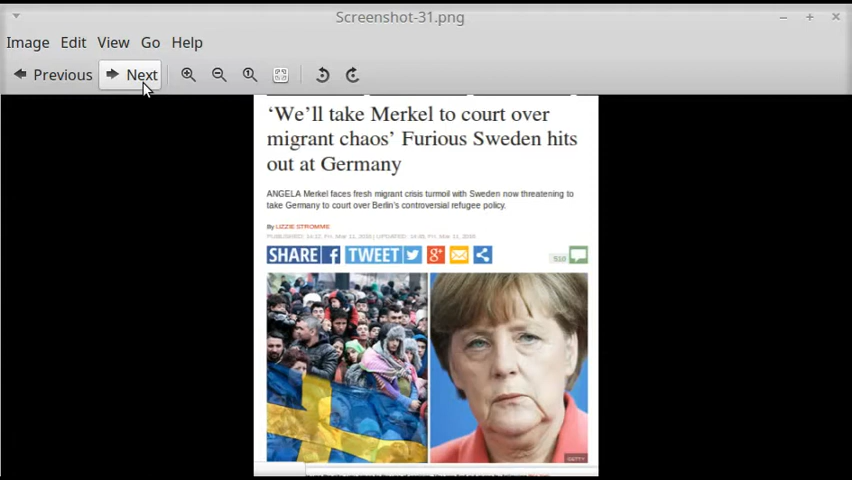 Screenshot-31.png
Image Edit View Go Help
Previous Next
‘We’ll take Merkel to court over
migrant chaos’ Furious Sweden hits
out at Germany
ANGELA Merkel faces fresh migrant crisis turmoil with Sweden now threatening to
take Germany to court over Berlin's controversial refugee policy.
By LIZZIE STROMME
SHARE f TWEET g+
510
GETTY